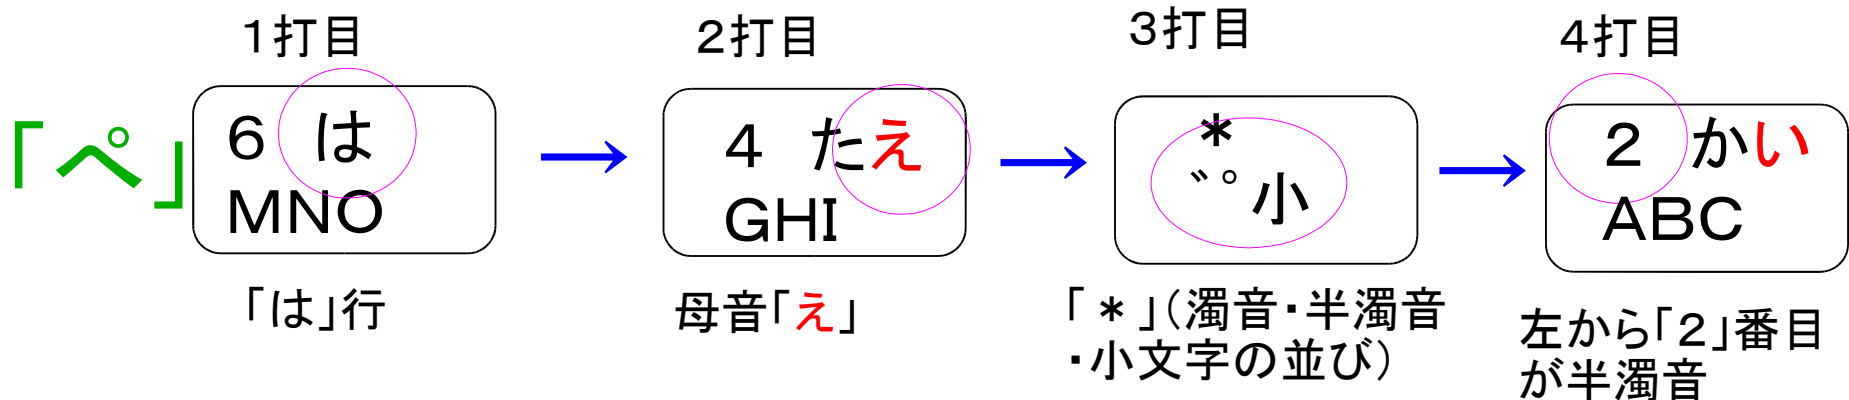 1打目
2打目
3打目
4打目
「ペ」
6 は
MNO
4 たえ
GHI
*
゛゜小
2 かい
ABC
「は」行
母音「え」
「*」(濁音・半濁音
・小文字の並び)
左から「2」番目
が半濁音